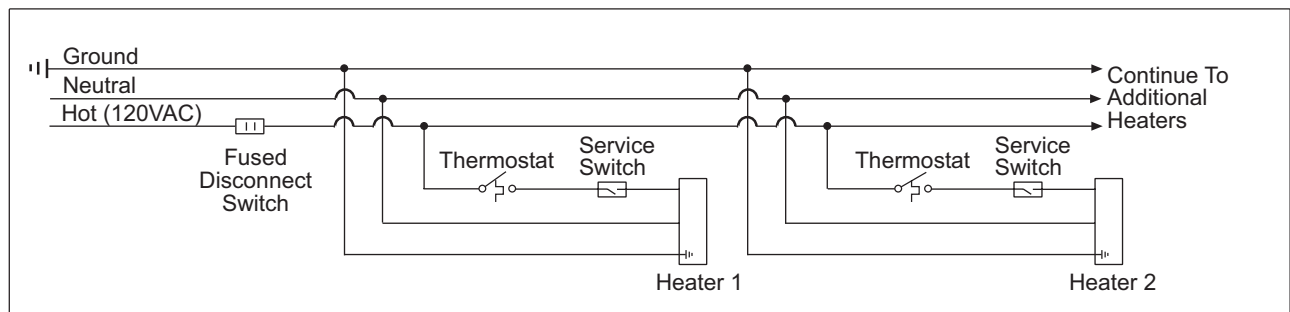 Ground
Neutral
Hot (120VAC)
Continue To
Additional
Heaters
Fused
Disconnect
Switch
Thermostat
Service
Switch
Thermostat
Service
Switch
Heater 1
Heater 2